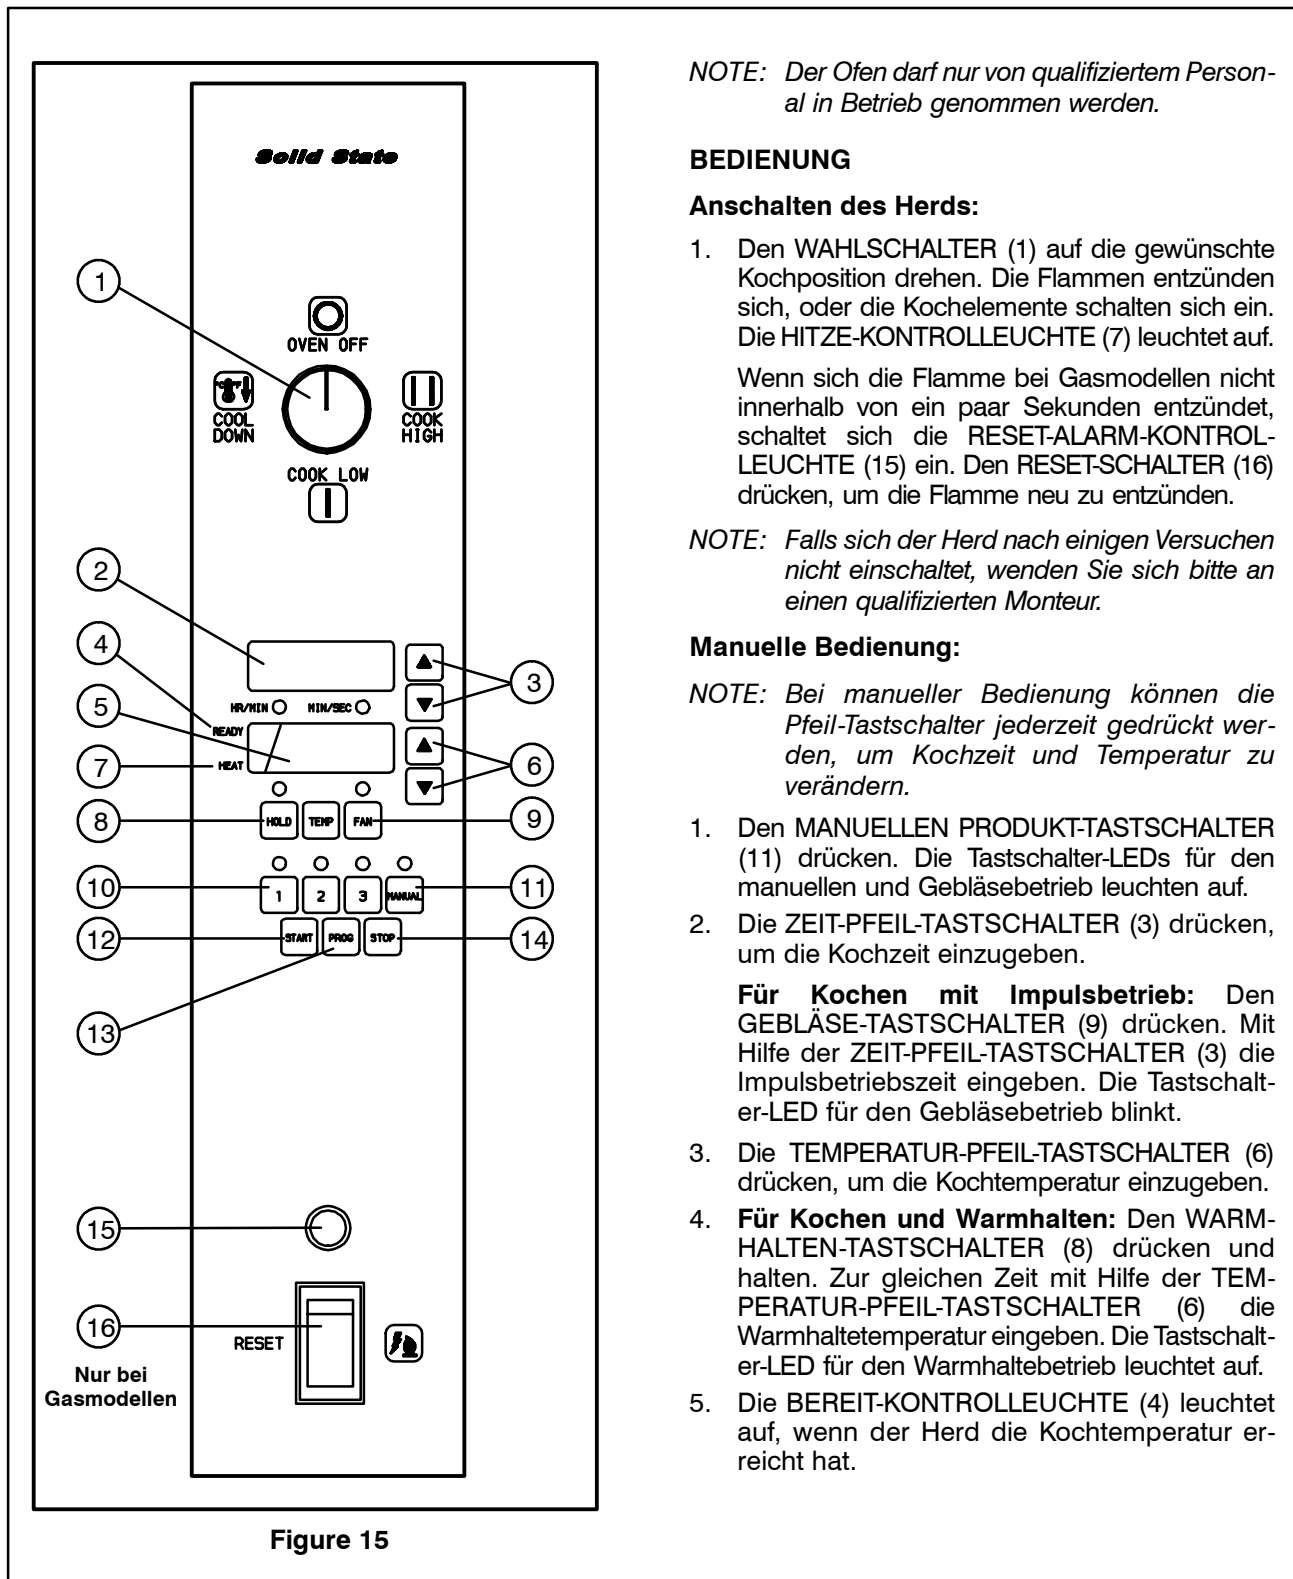 Solid State
1
OVEN OFF
°C °F
COOL
DOWN
COOK
HIGH
COOK LOW
2
4
3
5
HR/MIN
MIN/SEC
READY
7
HEAT
6
8
HOLD
TEMP
FAN
9
10
1
2
3
MANUAL
11
12
START
PROG
STOP
14
13
15
16
RESET
Nur bei
Gasmodellen
Figure 15
NOTE: Der Ofen darf nur von qualifiziertem Person-
al in Betrieb genommen werden.
BEDIENUNG
Anschalten des Herds:
1. Den WAHLSCHALTER (1) auf die gewünschte
Kochposition drehen. Die Flammen entzünden
sich, oder die Kochelemente schalten sich ein.
Die HITZE-KONTROLLEUCHTE (7) leuchtet auf.
Wenn sich die Flamme bei Gasmodellen nicht
innerhalb von ein paar Sekunden entzündet,
schaltet sich die RESET-ALARM-KONTROL-
LEUCHTE (15) ein. Den RESET-SCHALTER (16)
drücken, um die Flamme neu zu entzünden.
NOTE: Falls sich der Herd nach einigen Versuchen
nicht einschaltet, wenden Sie sich bitte an
einen qualifizierten Monteur.
Manuelle Bedienung:
NOTE: Bei manueller Bedienung können die
Pfeil-Tastschalter jederzeit gedrückt wer-
den, um Kochzeit und Temperatur zu
verändern.
1. Den MANUELLEN PRODUKT-TASTSCHALTER
(11) drücken. Die Tastschalter-LEDs für den
manuellen und Gebläsebetrieb leuchten auf.
2. Die ZEIT-PFEIL-TASTSCHALTER (3) drücken,
um die Kochzeit einzugeben.
Für Kochen mit Impulsbetrieb: Den
GEBLÄSE-TASTSCHALTER (9) drücken. Mit
Hilfe der ZEIT-PFEIL-TASTSCHALTER (3) die
Impulsbetriebszeit eingeben. Die Tastschalt-
er-LED für den Gebläsebetrieb blinkt.
3. Die TEMPERATUR-PFEIL-TASTSCHALTER (6)
drücken, um die Kochtemperatur einzugeben.
4. Für Kochen und Warmhalten: Den WARM-
HALTEN-TASTSCHALTER (8) drücken und
halten. Zur gleichen Zeit mit Hilfe der TEM-
PERATUR-PFEIL-TASTSCHALTER (6) die
Warmhaltetemperatur eingeben. Die Tastschalt-
er-LED für den Warmhaltebetrieb leuchtet auf.
5. Die BEREIT-KONTROLLEUCHTE (4) leuchtet
auf, wenn der Herd die Kochtemperatur er-
reicht hat.